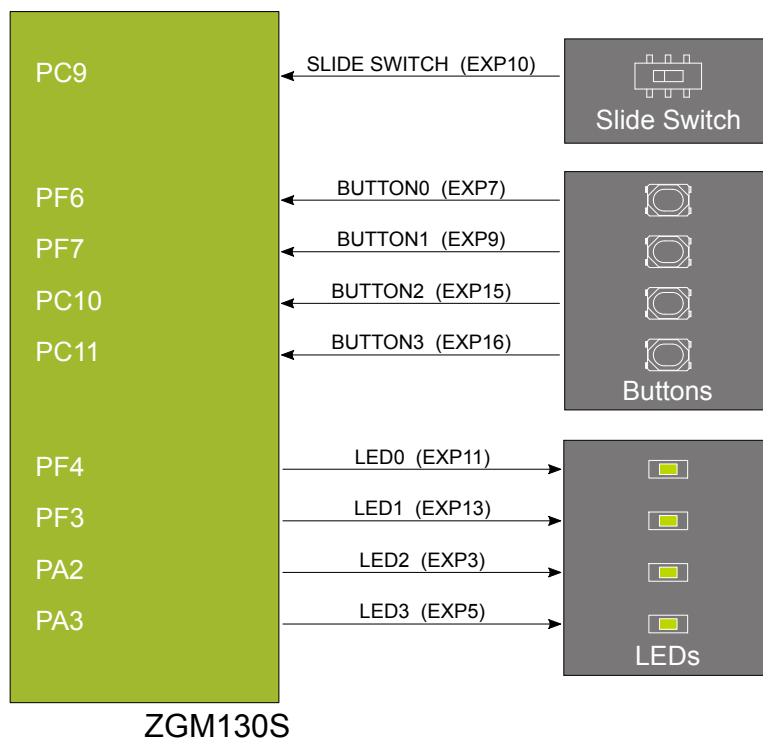 PC9 SLIDE SWITCH (EXP10)
Slide Switch
PF6 BUTTON0 (EXP7)
PF7 BUTTON1 (EXP9)
PC10 BUTTON2 (EXP15)
PC11 BUTTON3 (EXP16)
Buttons
PF4 LED0 (EXP11)
PF3 LED1 (EXP13)
PA2 LED2 (EXP3)
PA3 LED3 (EXP5)
LEDs
ZGM130S